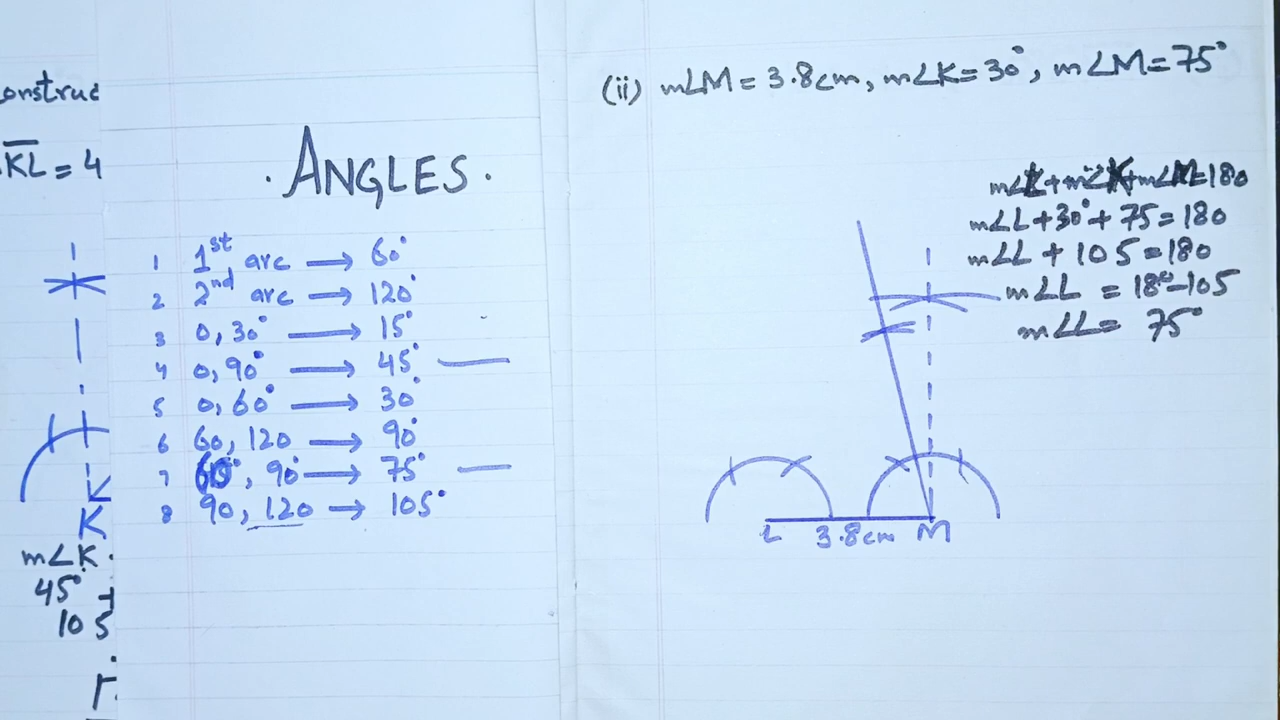 onstruc
KL = 4
K
K
m∠K
45°
105
· ANGLES ·
1 1st arc → 60°
2 2nd arc → 120°
3 0, 30° → 15°
4 0, 90° → 45°
5 0, 60° → 30°
6 60, 120 → 90°
7 60°, 90° → 75°
8 90, 120 → 105°
(ii) m∠M = 3.8cm, m∠K = 30°, m∠M = 75°
m∠L + m∠K + m∠M = 180
m∠L + 30° + 75 = 180
m∠L + 105 = 180
m∠L = 180-105
m∠L = 75°
L 3.8cm M